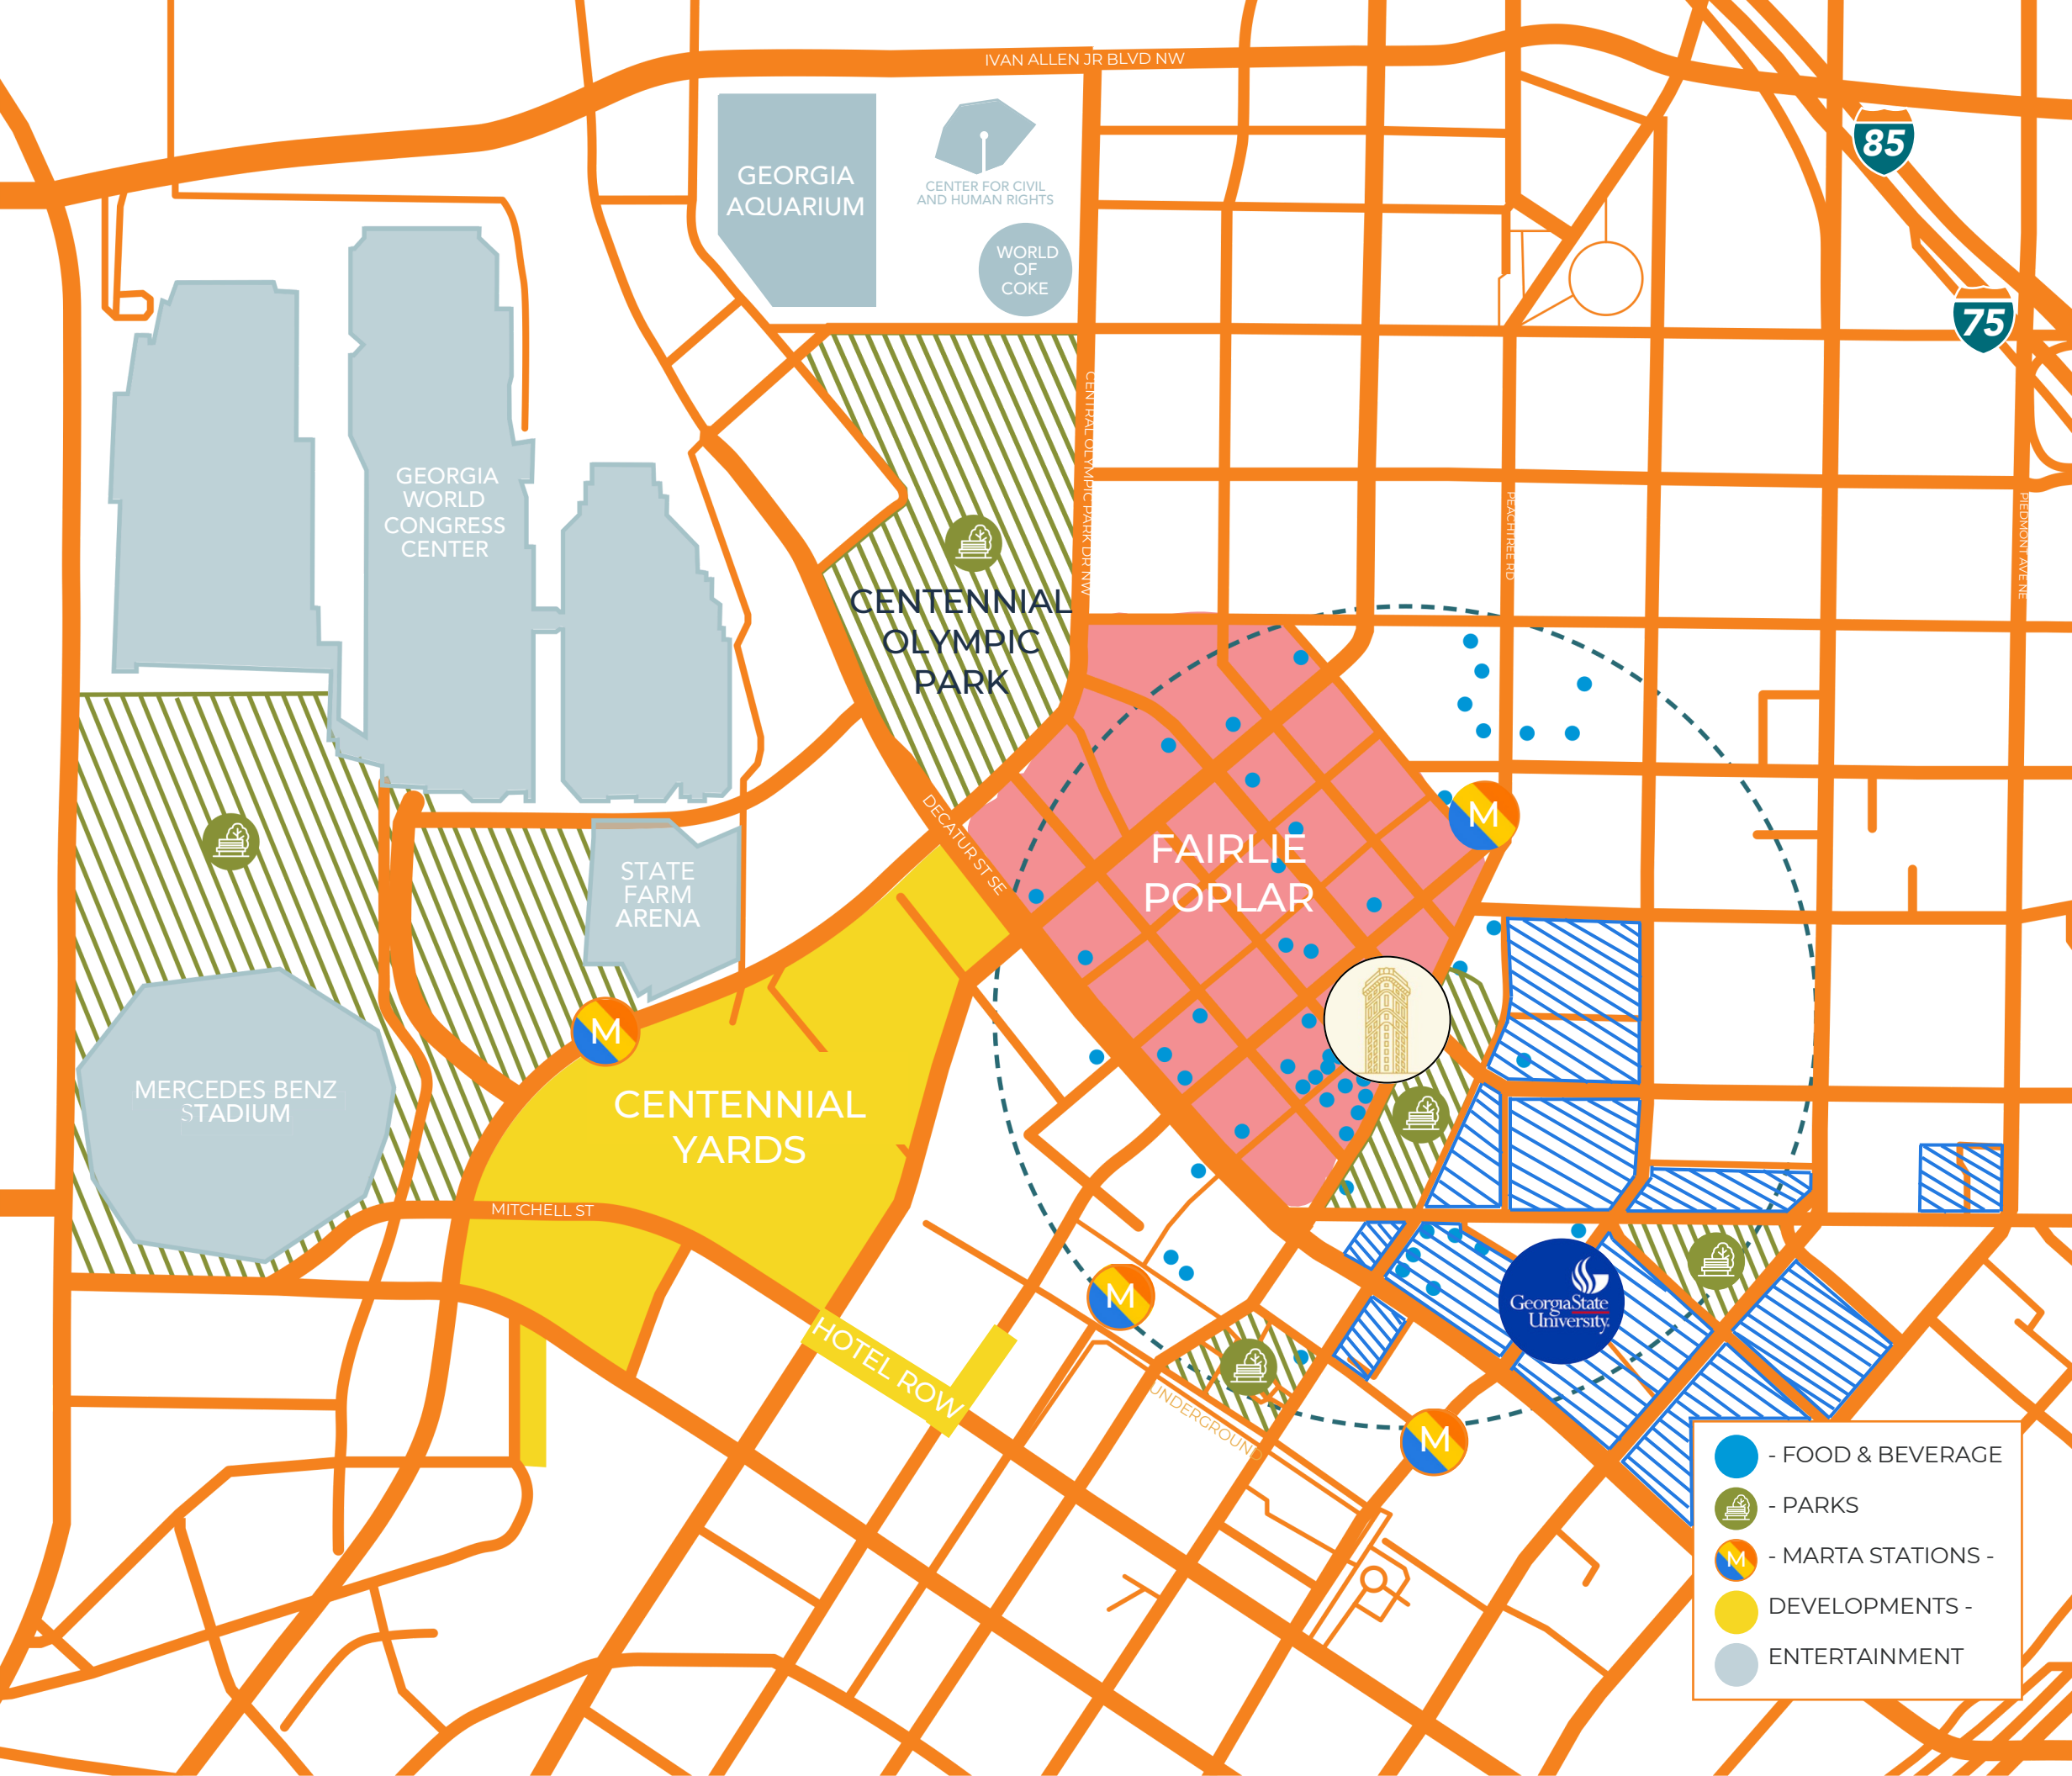 IVAN ALLEN JR BLVD NW
85
GEORGIA
AQUARIUM
CENTER FOR CIVIL
AND HUMAN RIGHTS
WORLD
OF
COKE
75
CENTRAL OLYMPIC PARK DR NW
GEORGIA
WORLD
CONGRESS
CENTER
PEACHTREE RD
PIEDMONT AVE NE
CENTENNIAL
OLYMPIC
PARK
DECATUR ST SE
M
FAIRLIE
POPLAR
STATE
FARM
ARENA
M
MERCEDES BENZ
STADIUM
CENTENNIAL
YARDS
MITCHELL ST
M
GeorgiaState
University.
HOTEL ROW
UNDERGROUND
M
- FOOD & BEVERAGE
- PARKS
M
- MARTA STATIONS -
DEVELOPMENTS -
ENTERTAINMENT